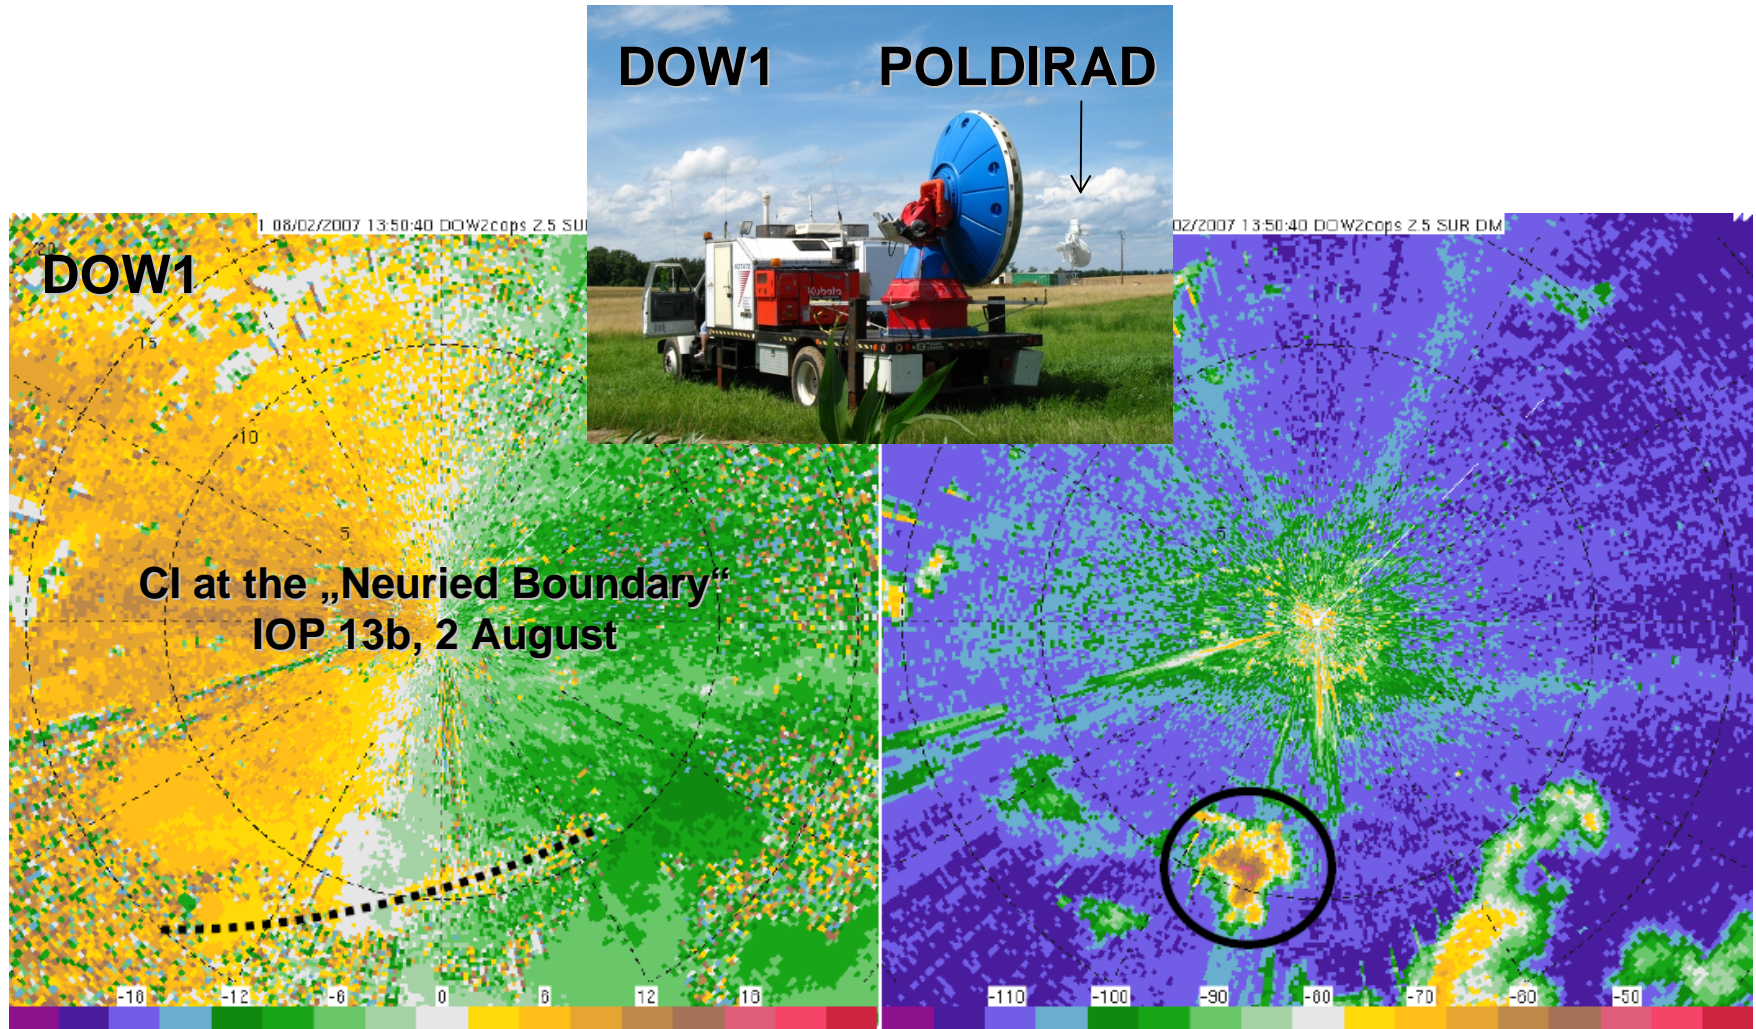 DOW1 POLDIRAD
1 08/02/2007 13:50:40 DOW2cops 2.5 SU
02/2007 13:50:40 DOW2cops 2.5 SUR DM
DOW1
20
15
10
5
5
Kubota
CI at the „Neuried Boundary“
IOP 13b, 2 August
-18 -12 -6 0 6 12 18
-110 -100 -90 -80 -70 -60 -50